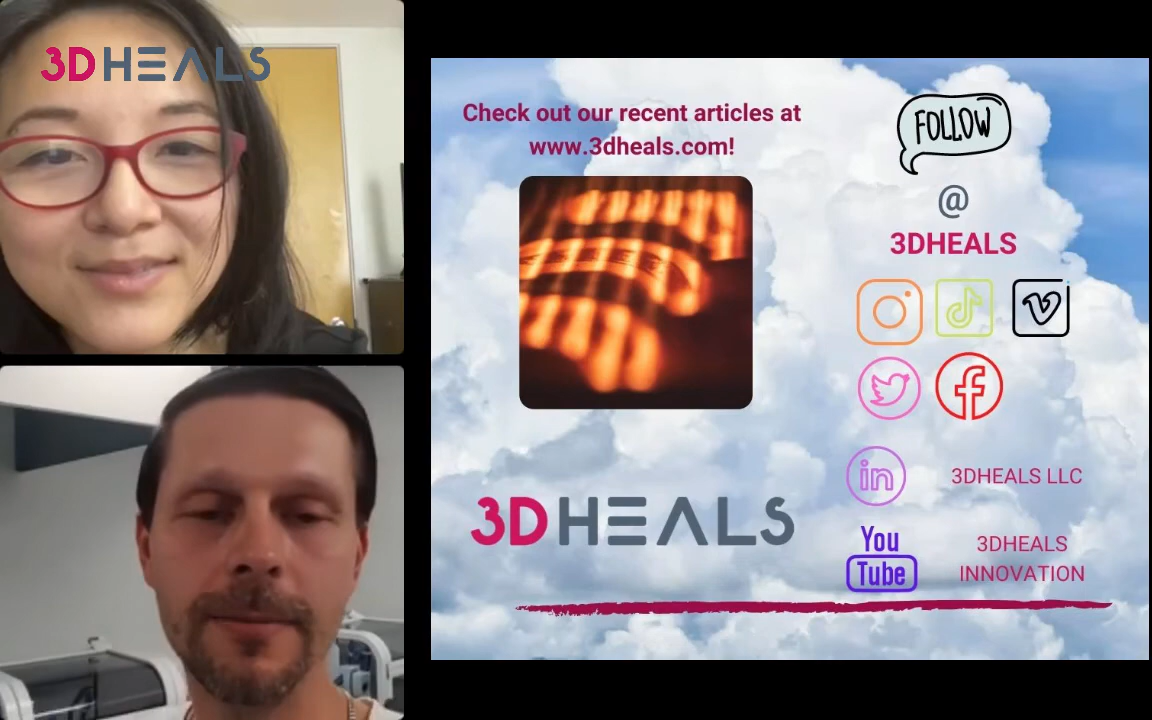 3DHEALS
Check out our recent articles at
www.3dheals.com!
FOLLOW
@
3DHEALS
in
3DHEALS LLC
3DHEALS
You
Tube
3DHEALS
INNOVATION